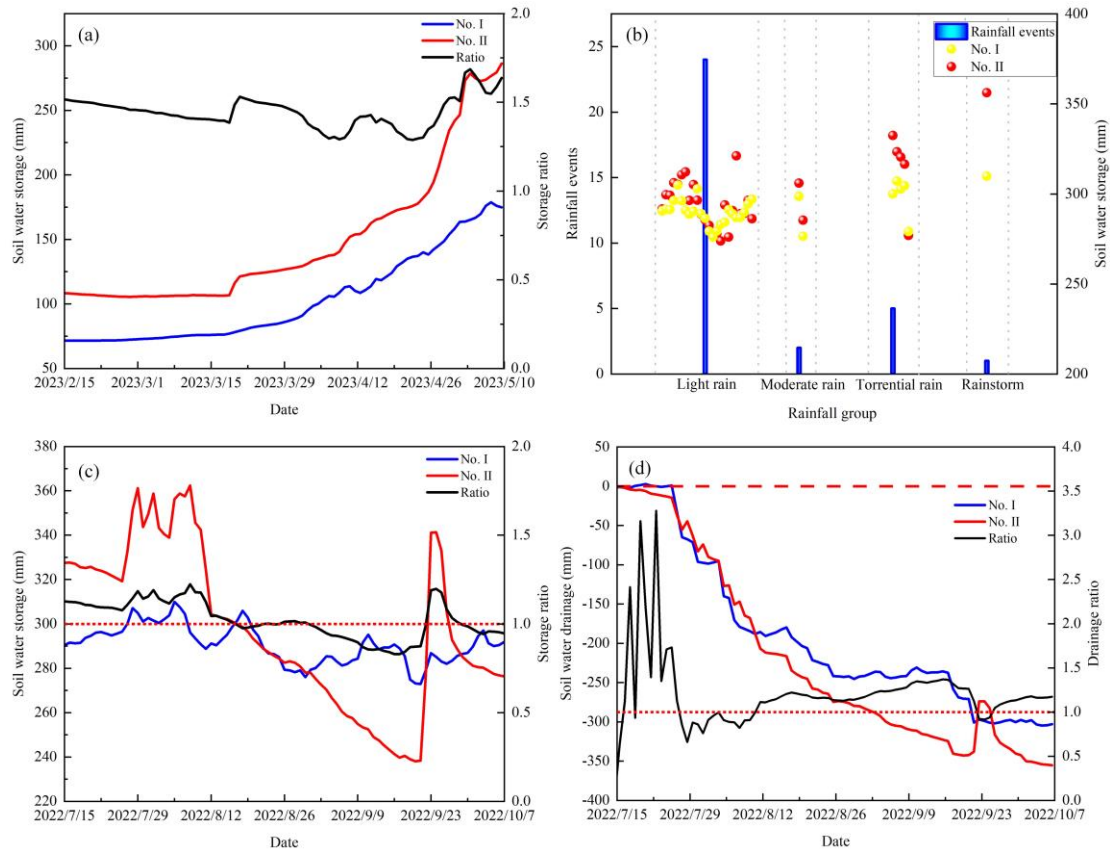 (a)
No. I
No. II
Ratio
Soil water storage (mm)
300
250
200
150
100
50
2.0
1.5
1.0
0.5
0.0
Storage ratio
2023/2/15 2023/3/1 2023/3/15 2023/3/29 2023/4/12 2023/4/26 2023/5/10
Date
(b)
Rainfall events
No. I
No. II
Rainfall events
25
20
15
10
5
0
400
350
300
250
200
Soil water storage (mm)
Light rain Moderate rain Torrential rain Rainstorm
Rainfall group
(c)
No. I
No. II
Ratio
Soil water storage (mm)
380
360
340
320
300
280
260
240
220
2.0
1.5
1.0
0.5
0.0
Storage ratio
2022/7/15 2022/7/29 2022/8/12 2022/8/26 2022/9/9 2022/9/23 2022/10/7
Date
(d)
No. I
No. II
Ratio
Soil water drainage (mm)
50
0
-50
-100
-150
-200
-250
-300
-350
-400
4.0
3.5
3.0
2.5
2.0
1.5
1.0
0.5
0.0
Drainage ratio
2022/7/15 2022/7/29 2022/8/12 2022/8/26 2022/9/9 2022/9/23 2022/10/7
Date